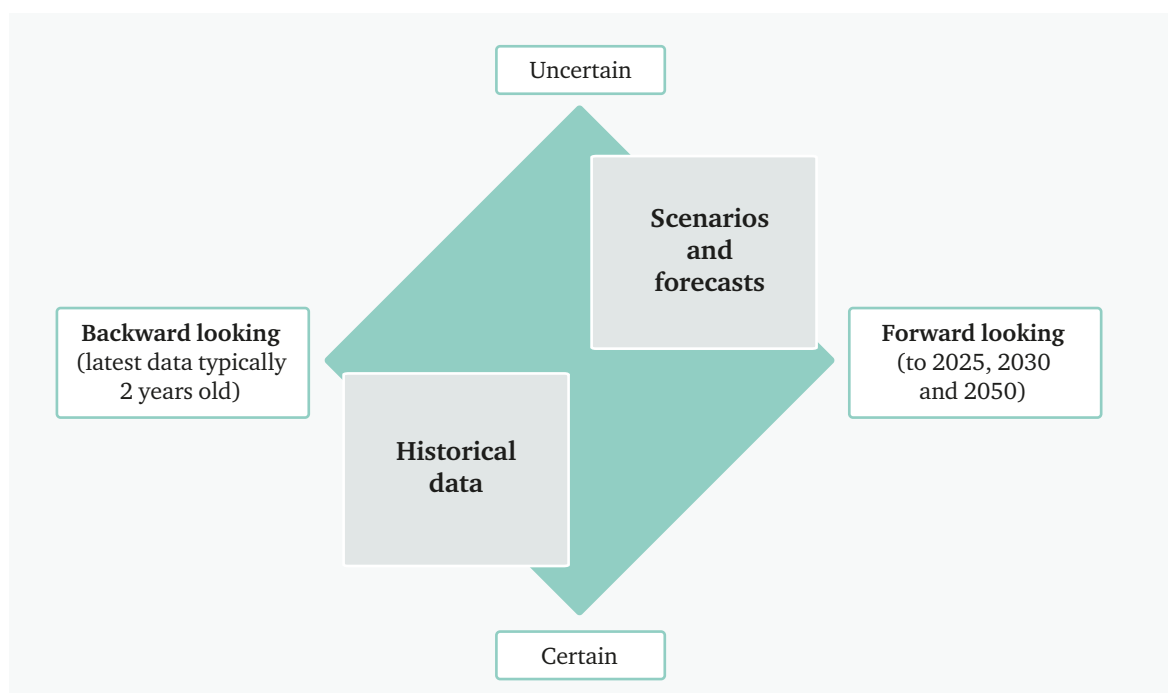 Uncertain
Scenarios
and
forecasts
Backward looking
(latest data typically
2 years old)
Forward looking
(to 2025, 2030
and 2050)
Historical
data
Certain